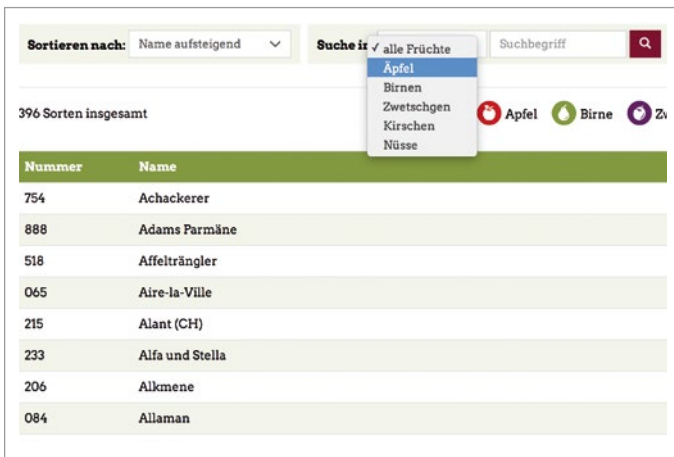 Sortieren nach: Name aufsteigend Suche in ✓ alle Früchte Suchbegriff
Äpfel
Birnen
Zwetschgen
Kirschen
Nüsse
396 Sorten insgesamt Apfel Birne
Nummer Name
754 Achackerer
888 Adams Parmäne
518 Affelträngler
065 Aire-la-Ville
215 Alant (CH)
233 Alfa und Stella
206 Alkmene
084 Allaman